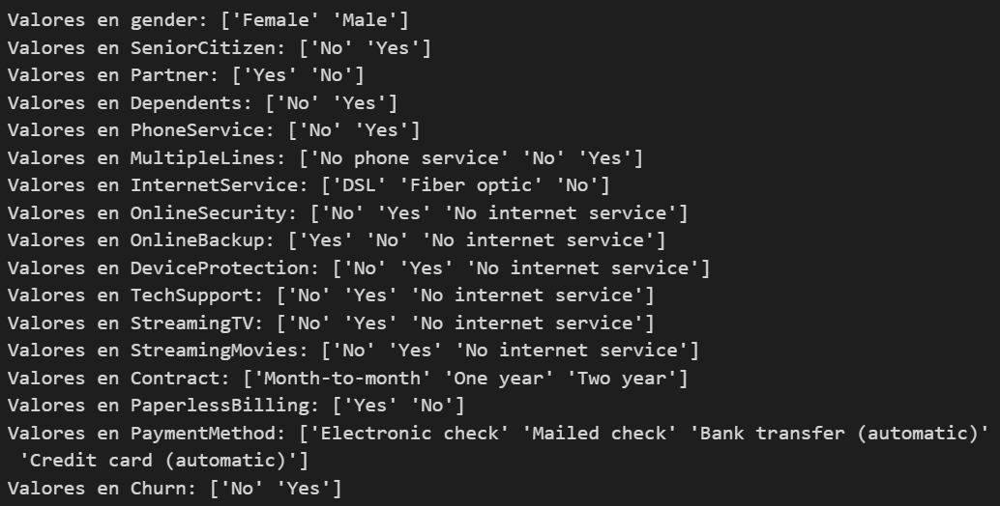 Valores en gender: ['Female' 'Male']
Valores en SeniorCitizen: ['No' 'Yes']
Valores en Partner: ['Yes' 'No']
Valores en Dependents: ['No' 'Yes']
Valores en PhoneService: ['No' 'Yes']
Valores en MultipleLines: ['No phone service' 'No' 'Yes']
Valores en InternetService: ['DSL' 'Fiber optic' 'No']
Valores en OnlineSecurity: ['No' 'Yes' 'No internet service']
Valores en OnlineBackup: ['Yes' 'No' 'No internet service']
Valores en DeviceProtection: ['No' 'Yes' 'No internet service']
Valores en TechSupport: ['No' 'Yes' 'No internet service']
Valores en StreamingTV: ['No' 'Yes' 'No internet service']
Valores en StreamingMovies: ['No' 'Yes' 'No internet service']
Valores en Contract: ['Month-to-month' 'One year' 'Two year']
Valores en PaperlessBilling: ['Yes' 'No']
Valores en PaymentMethod: ['Electronic check' 'Mailed check' 'Bank transfer (automatic)'
 'Credit card (automatic)']
Valores en Churn: ['No' 'Yes']